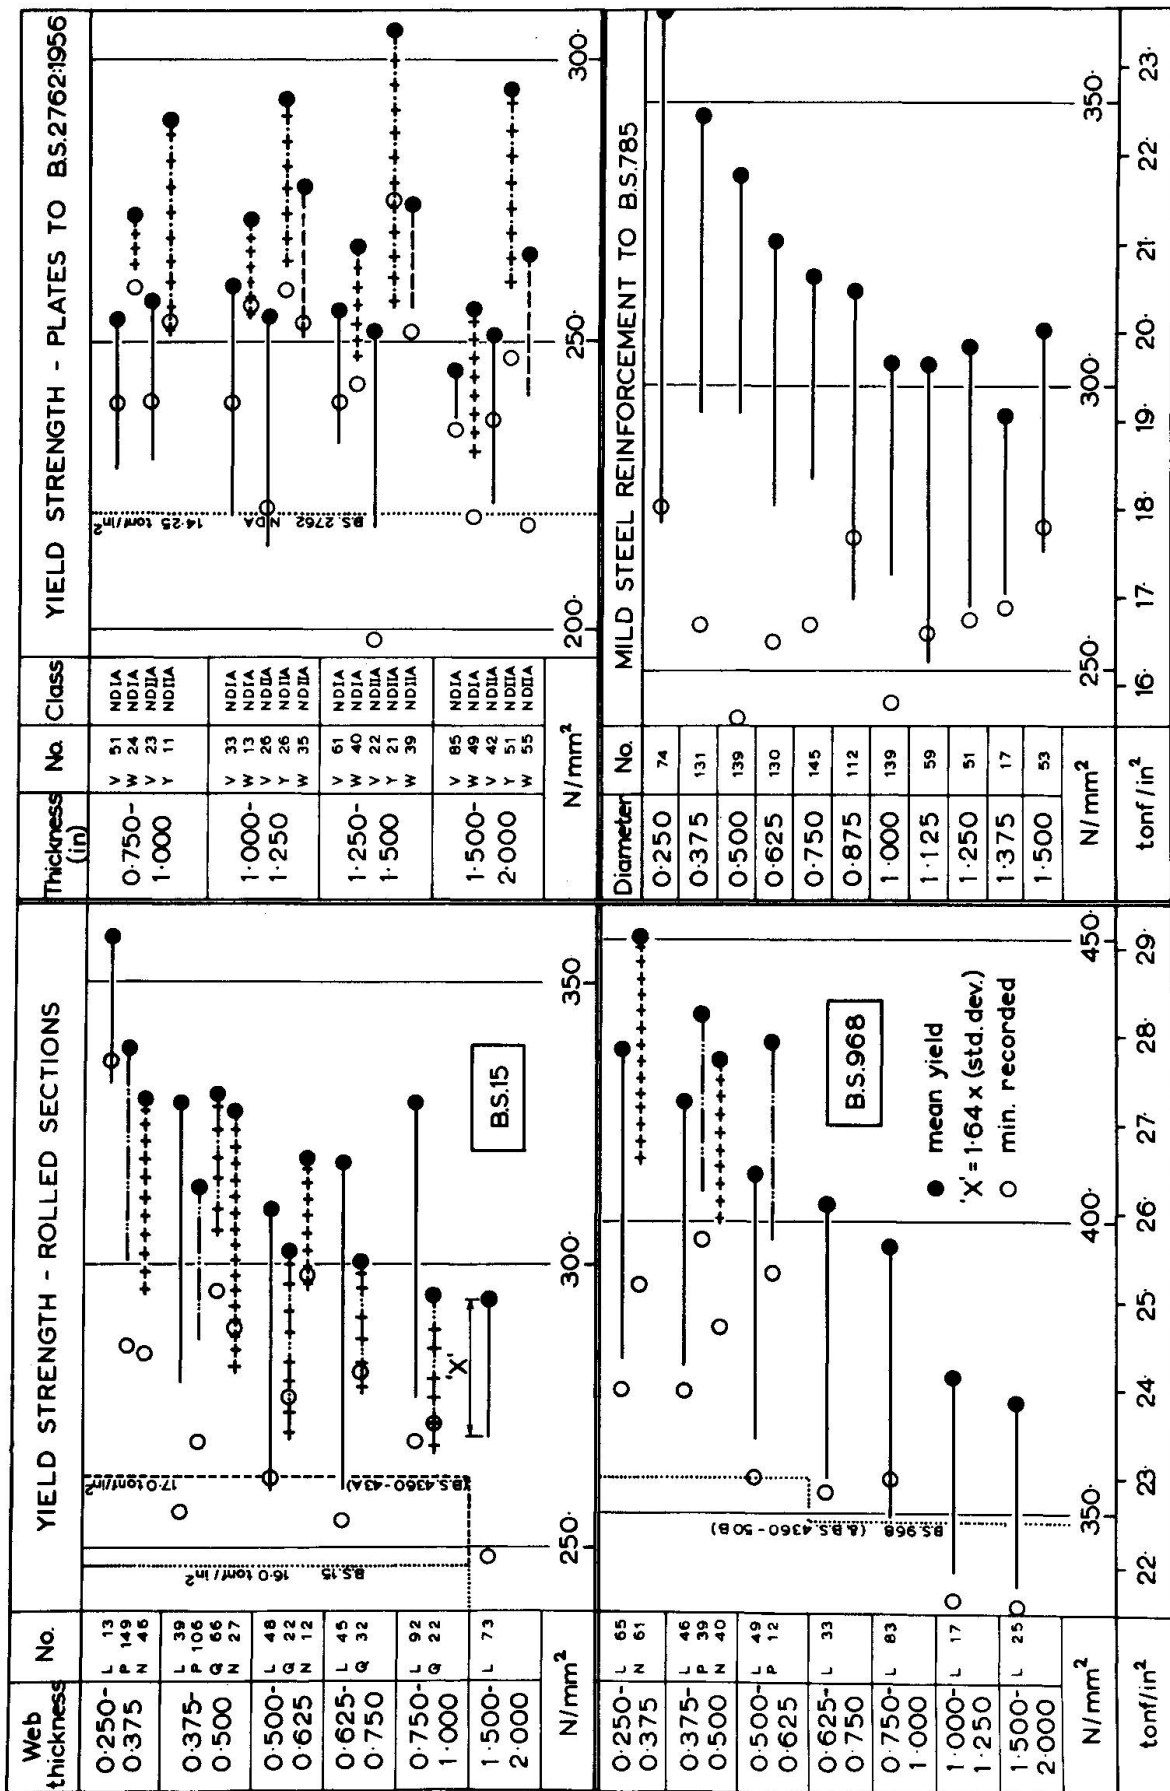 YIELD STRENGTH - ROLLED SECTIONS
Web thickness No.
0·250-
0·375
L 13
P 149
N 46
0·375-
0·500
L 39
P 106
Q 66
N 27
0·500-
0·625
L 48
Q 22
N 12
0·625-
0·750
L 45
Q 32
0·750-
1·000
L 92
Q 22
1·500-
2·000
L 73
N/mm²
250· 300· 350·
B.S.15 16·0 tonf/in²
17·0 tonf/in²
(B.S.4360-43A)
'X'
B.S.15
YIELD STRENGTH - PLATES TO B.S.2762:1956
Thickness (in) No. Class
0·750-
1·000
V 51 NDIA
W 24 NDIA
V 23 NDIIA
Y 11 NDIIA
1·000-
1·250
V 33 NDIA
W 13 NDIA
V 26 NDIIA
Y 26 NDIIA
W 35 NDIIA
1·250-
1·500
V 61 NDIA
W 40 NDIA
V 22 NDIIA
Y 21 NDIIA
W 39 NDIIA
1·500-
2·000
V 85 NDIA
W 49 NDIA
V 42 NDIIA
Y 51 NDIIA
W 55 NDIIA
N/mm²
200· 250· 300·
B.S.2762 NDA 14·25 tonf/in²
0·250-
0·375
L 65
N 61
0·375-
0·500
L 46
P 39
N 40
0·500-
0·625
L 49
P 12
0·625-
0·750
L 33
0·750-
1·000
L 83
1·000-
1·250
L 17
1·500-
2·000
L 25
N/mm²
350· 400· 450·
tonf/in²
22· 23· 24· 25· 26· 27· 28· 29·
B.S.968
(& B.S.4360-50B)
B.S.968
mean yield
'X' = 1·64 x (std. dev.)
min. recorded
MILD STEEL REINFORCEMENT TO B.S.785
Diameter No.
0·250 74
0·375 131
0·500 139
0·625 130
0·750 145
0·875 112
1·000 139
1·125 59
1·250 51
1·375 17
1·500 53
N/mm²
250· 300· 350·
tonf/in²
16· 17· 18· 19· 20· 21· 22· 23·